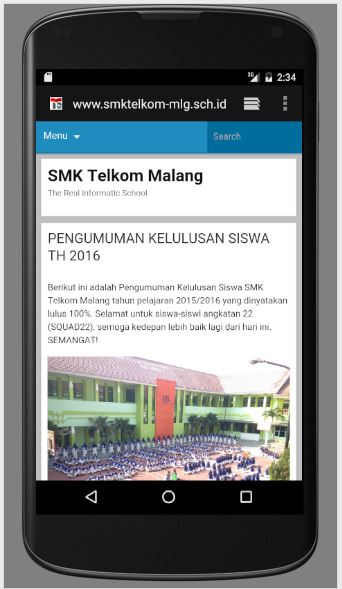 3G 2:34
www.smktelkom-mlg.sch.id
Menu Search
SMK Telkom Malang
The Real Informatic School
PENGUMUMAN KELULUSAN SISWA
TH 2016
Berikut ini adalah Pengumuman Kelulusan Siswa SMK
Telkom Malang tahun pelajaran 2015/2016 yang dinyatakan
lulus 100%. Selamat untuk siswa-siswi angkatan 22
(SQUAD22), semoga kedepan lebih baik lagi dari hari ini.
SEMANGAT!